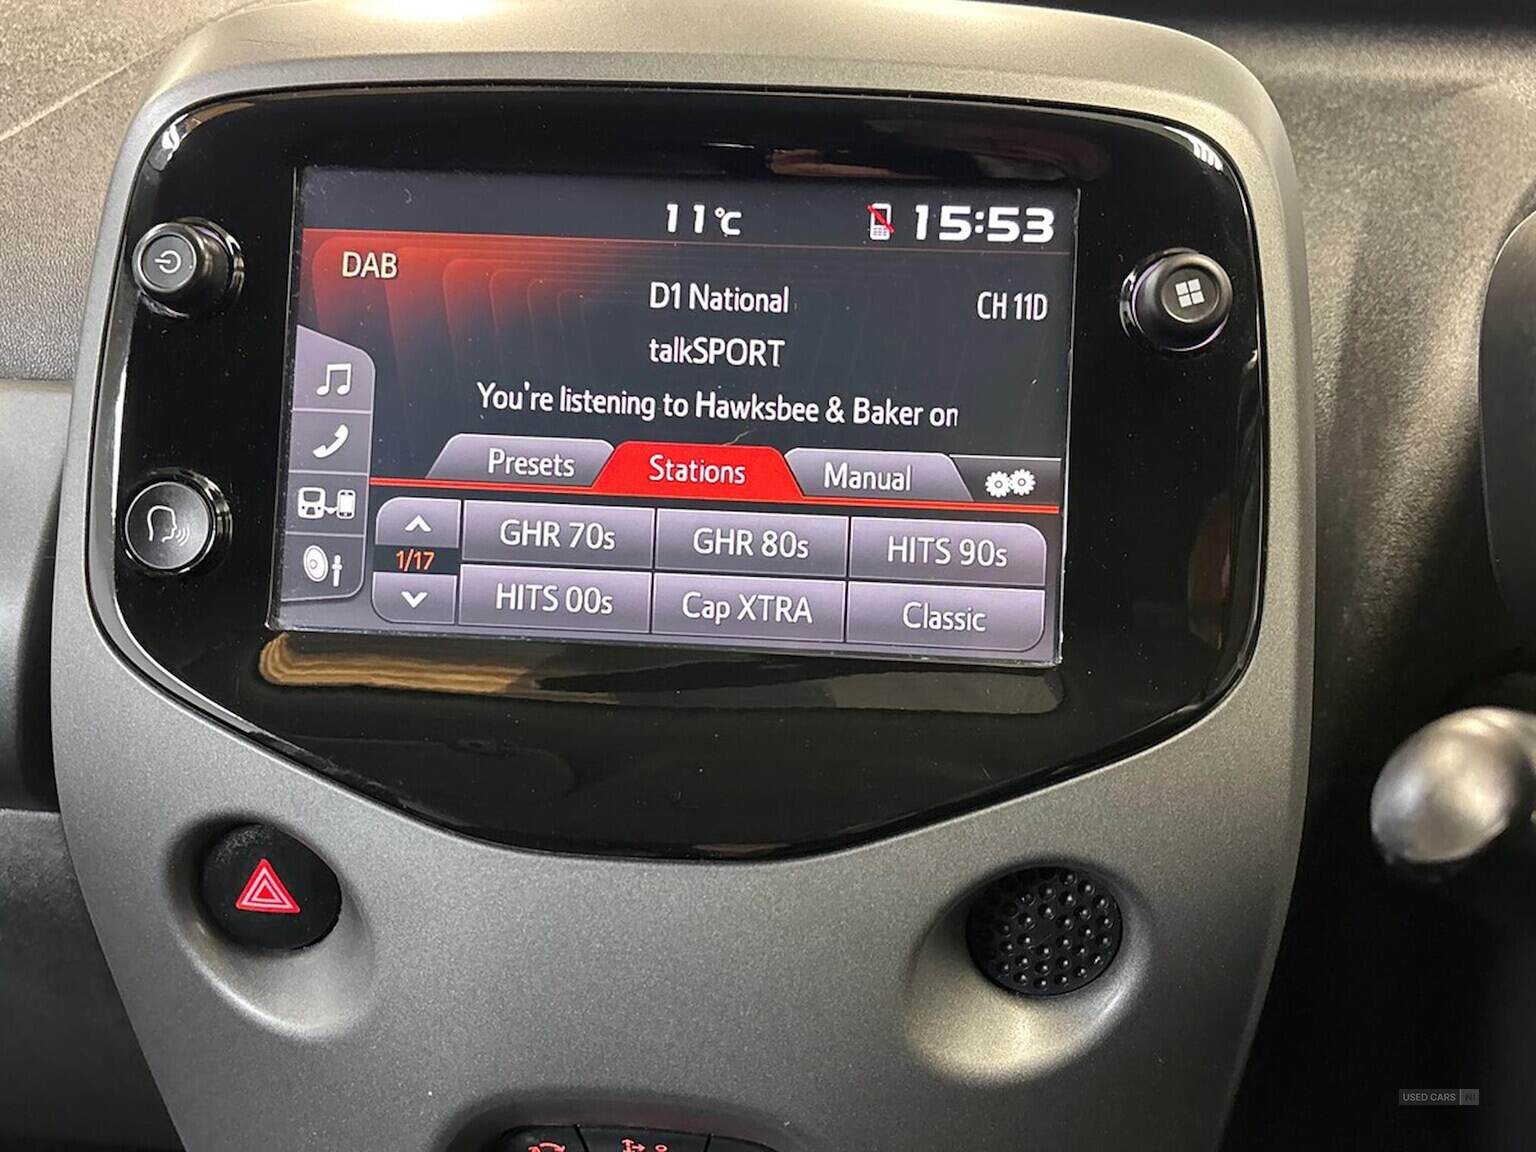 11°C 15:53
DAB
D1 National CH 11D
talkSPORT
You're listening to Hawksbee & Baker on
Presets Stations Manual
1/17
GHR 70s GHR 80s HITS 90s
HITS 00s Cap XTRA Classic
USED CARS NI